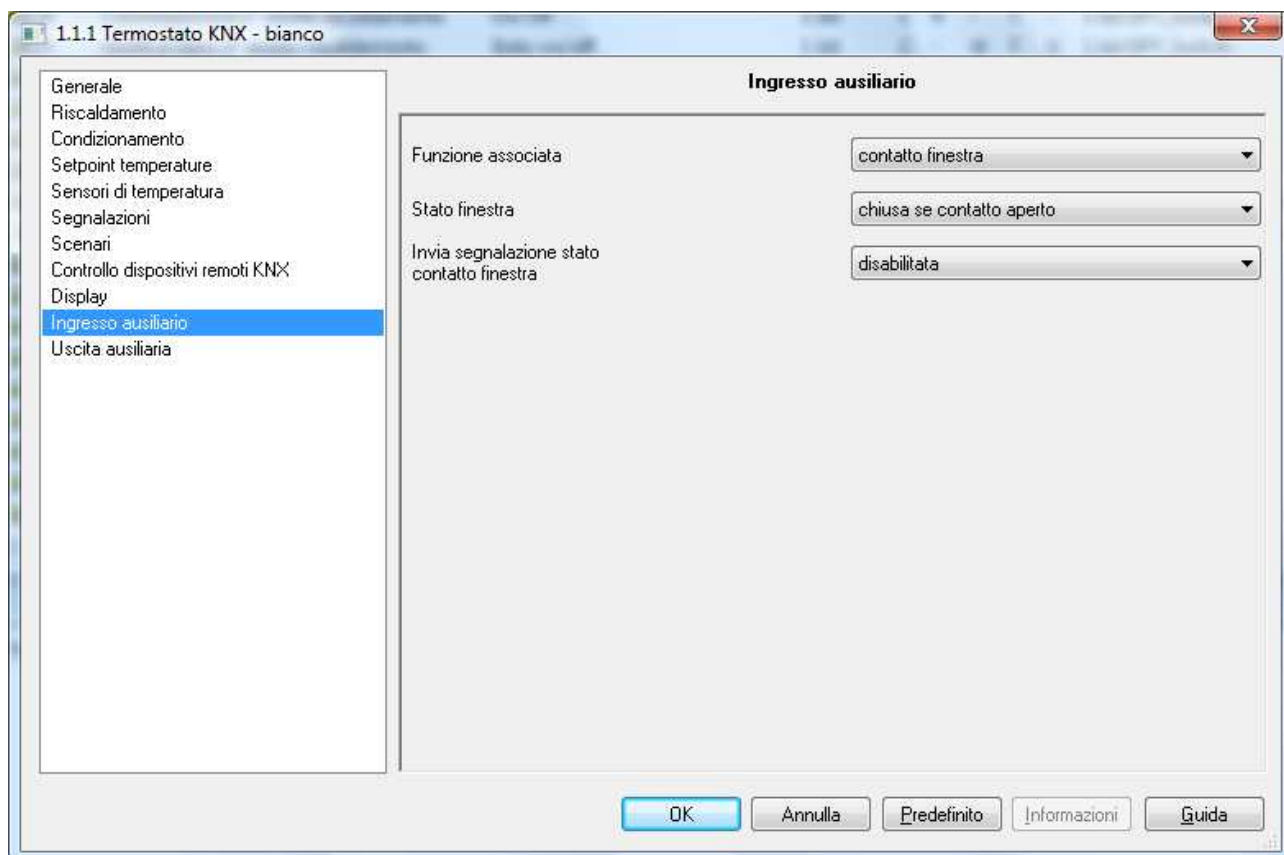 1.1.1 Termostato KNX - bianco
Generale
Riscaldamento
Condizionamento
Setpoint temperature
Sensori di temperatura
Segnalazioni
Scenari
Controllo dispositivi remoti KNX
Display
Ingresso ausiliario
Uscita ausiliaria
Ingresso ausiliario
Funzione associata
contatto finestra
Stato finestra
chiusa se contatto aperto
Invia segnalazione stato
contatto finestra
disabilitata
OK
Annulla
Predefinito
Informazioni
Guida